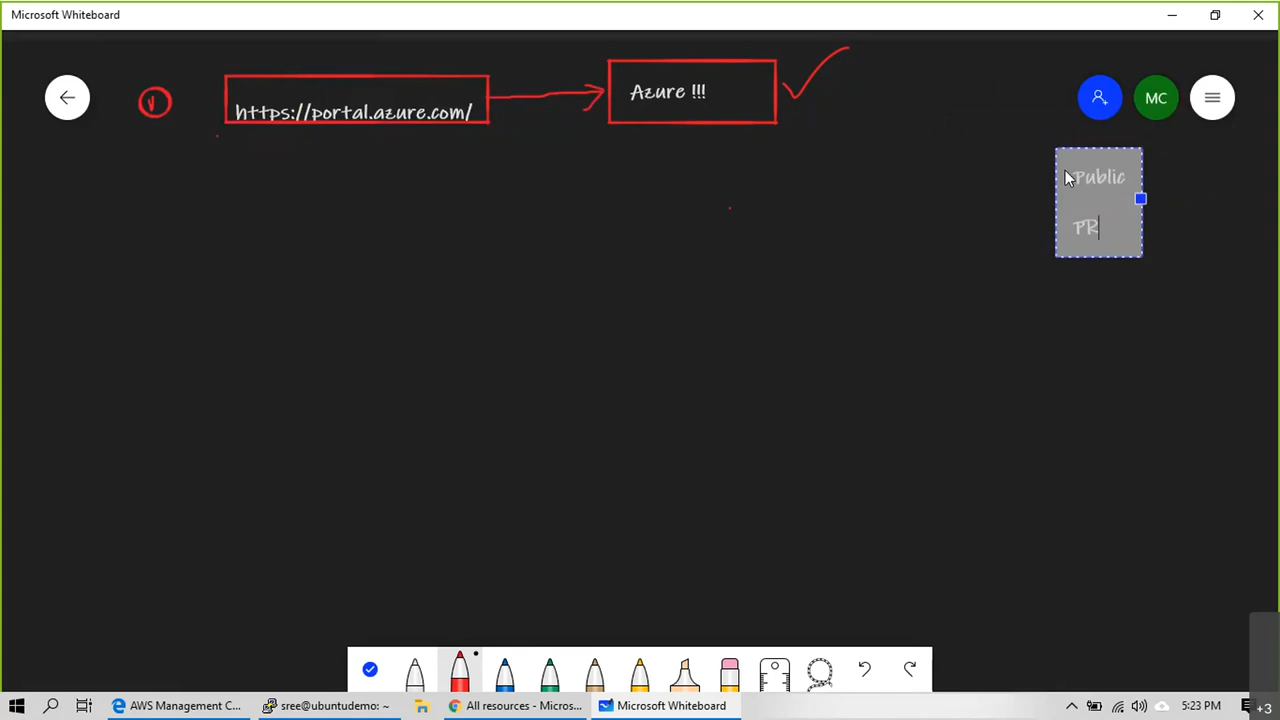 Microsoft Whiteboard
https://portal.azure.com/
Azure !!!
MC
Public
PR
AWS Management C...
sree@ubuntudemo: ~
All resources - Micros...
Microsoft Whiteboard
5:23 PM
+3